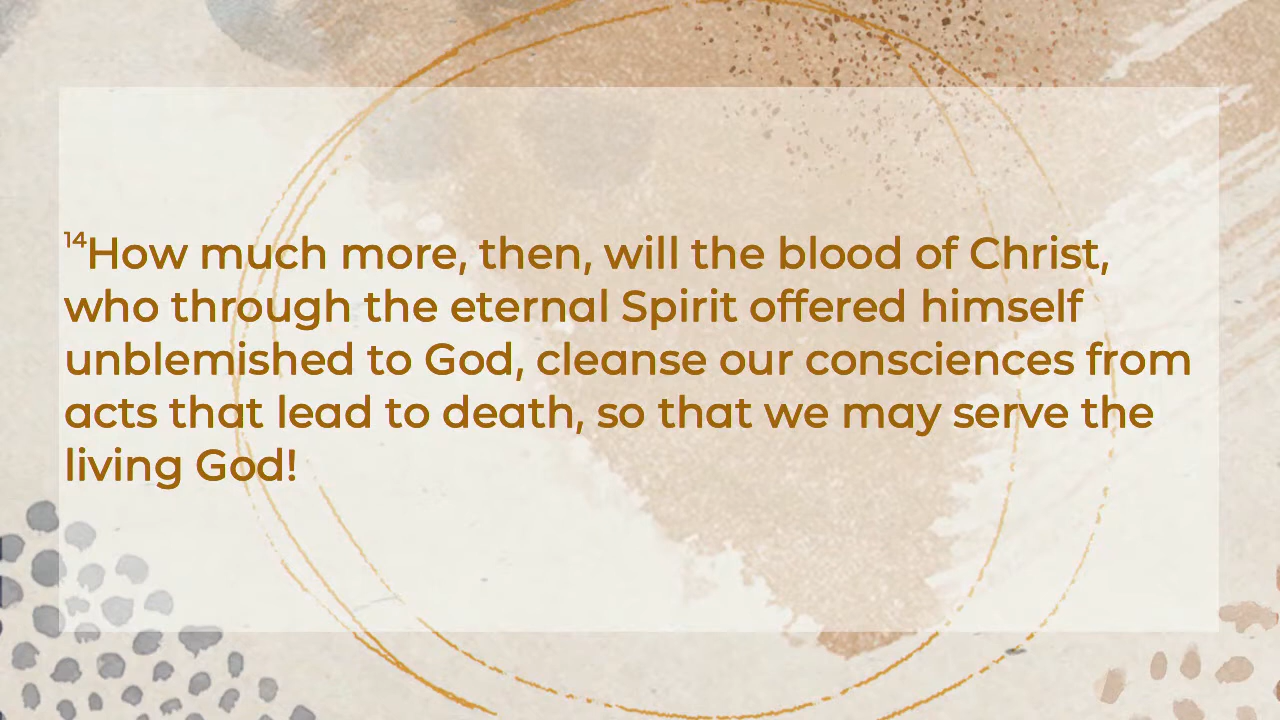 ¹⁴How much more, then, will the blood of Christ,
who through the eternal Spirit offered himself
unblemished to God, cleanse our consciences from
acts that lead to death, so that we may serve the
living God!